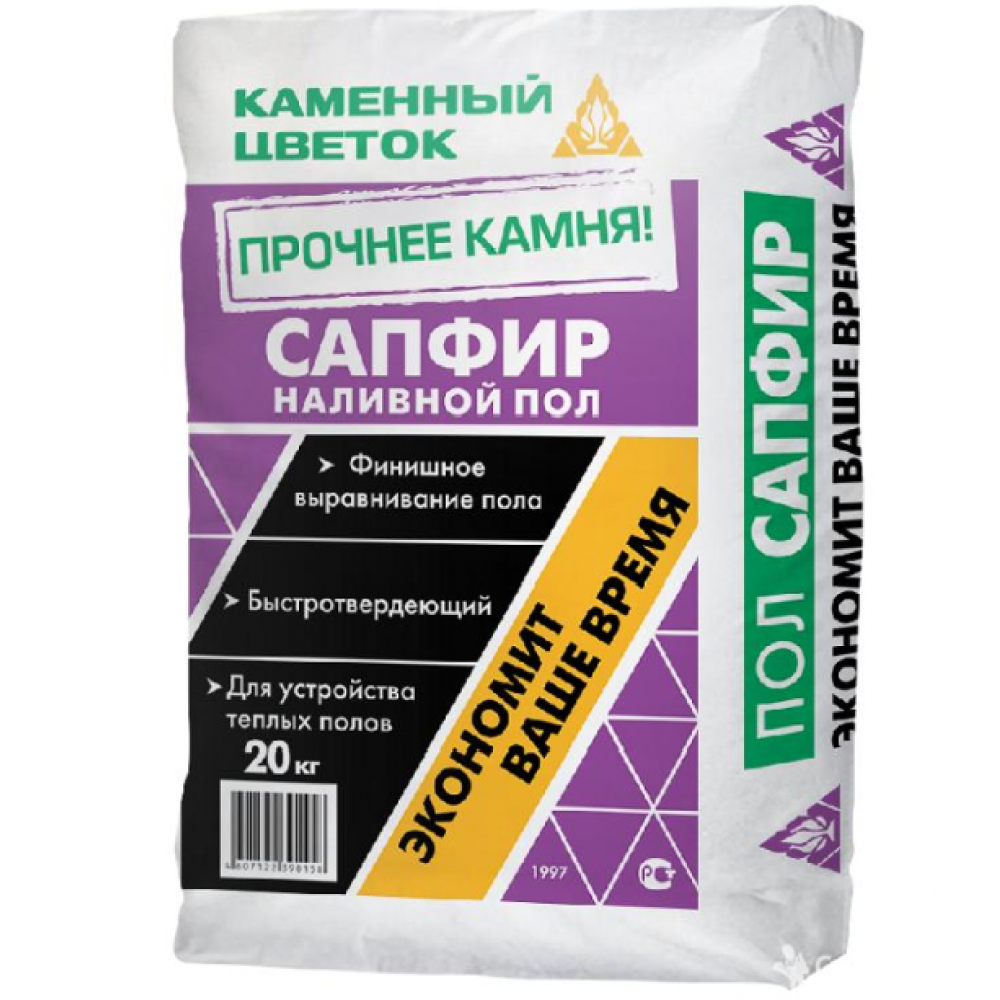 КАМЕННЫЙ
ЦВЕТОК
ПРОЧНЕЕ КАМНЯ!
САПФИР
НАЛИВНОЙ ПОЛ
Финишное
выравнивание пола
Быстротвердеющий
Для устройства
теплых полов
20 кг
ЭКОНОМИТ
ВАШЕ ВРЕМЯ
1997
РСТ
ПОЛ САПФИР
ЭКОНОМИТ ВАШЕ ВРЕМЯ